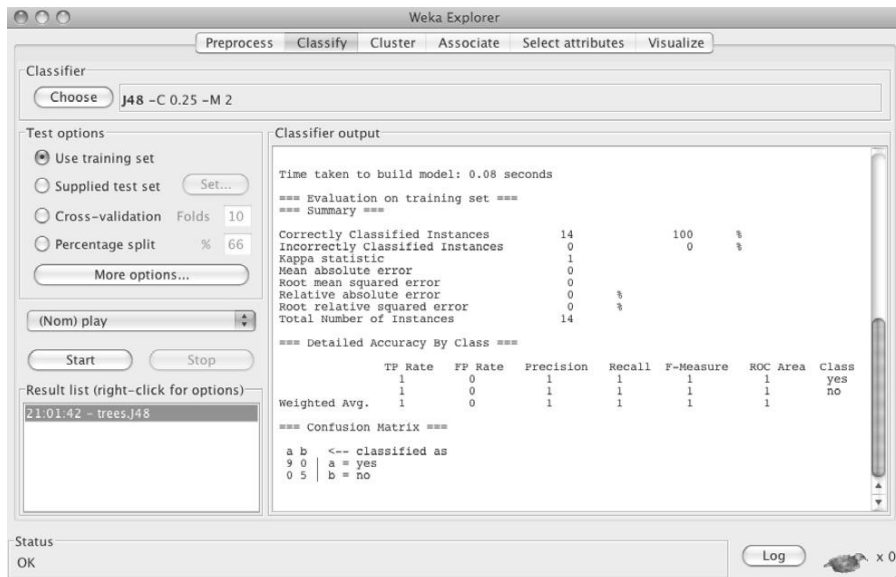 Weka Explorer
Preprocess Classify Cluster Associate Select attributes Visualize
Classifier
Choose J48 -C 0.25 -M 2
Test options
Use training set
Supplied test set Set...
Cross-validation Folds 10
Percentage split % 66
More options...
(Nom) play
Start Stop
Result list (right-click for options)
21:01:42 - trees.J48
Classifier output
Time taken to build model: 0.08 seconds
=== Evaluation on training set ===
=== Summary ===
Correctly Classified Instances 14 100 %
Incorrectly Classified Instances 0 0 %
Kappa statistic 1
Mean absolute error 0
Root mean squared error 0
Relative absolute error 0 %
Root relative squared error 0 %
Total Number of Instances 14
=== Detailed Accuracy By Class ===
TP Rate FP Rate Precision Recall F-Measure ROC Area Class
1 0 1 1 1 1 yes
1 0 1 1 1 1 no
Weighted Avg. 1 0 1 1 1 1
=== Confusion Matrix ===
a b <-- classified as
9 0 | a = yes
0 5 | b = no
Status
OK
Log x 0